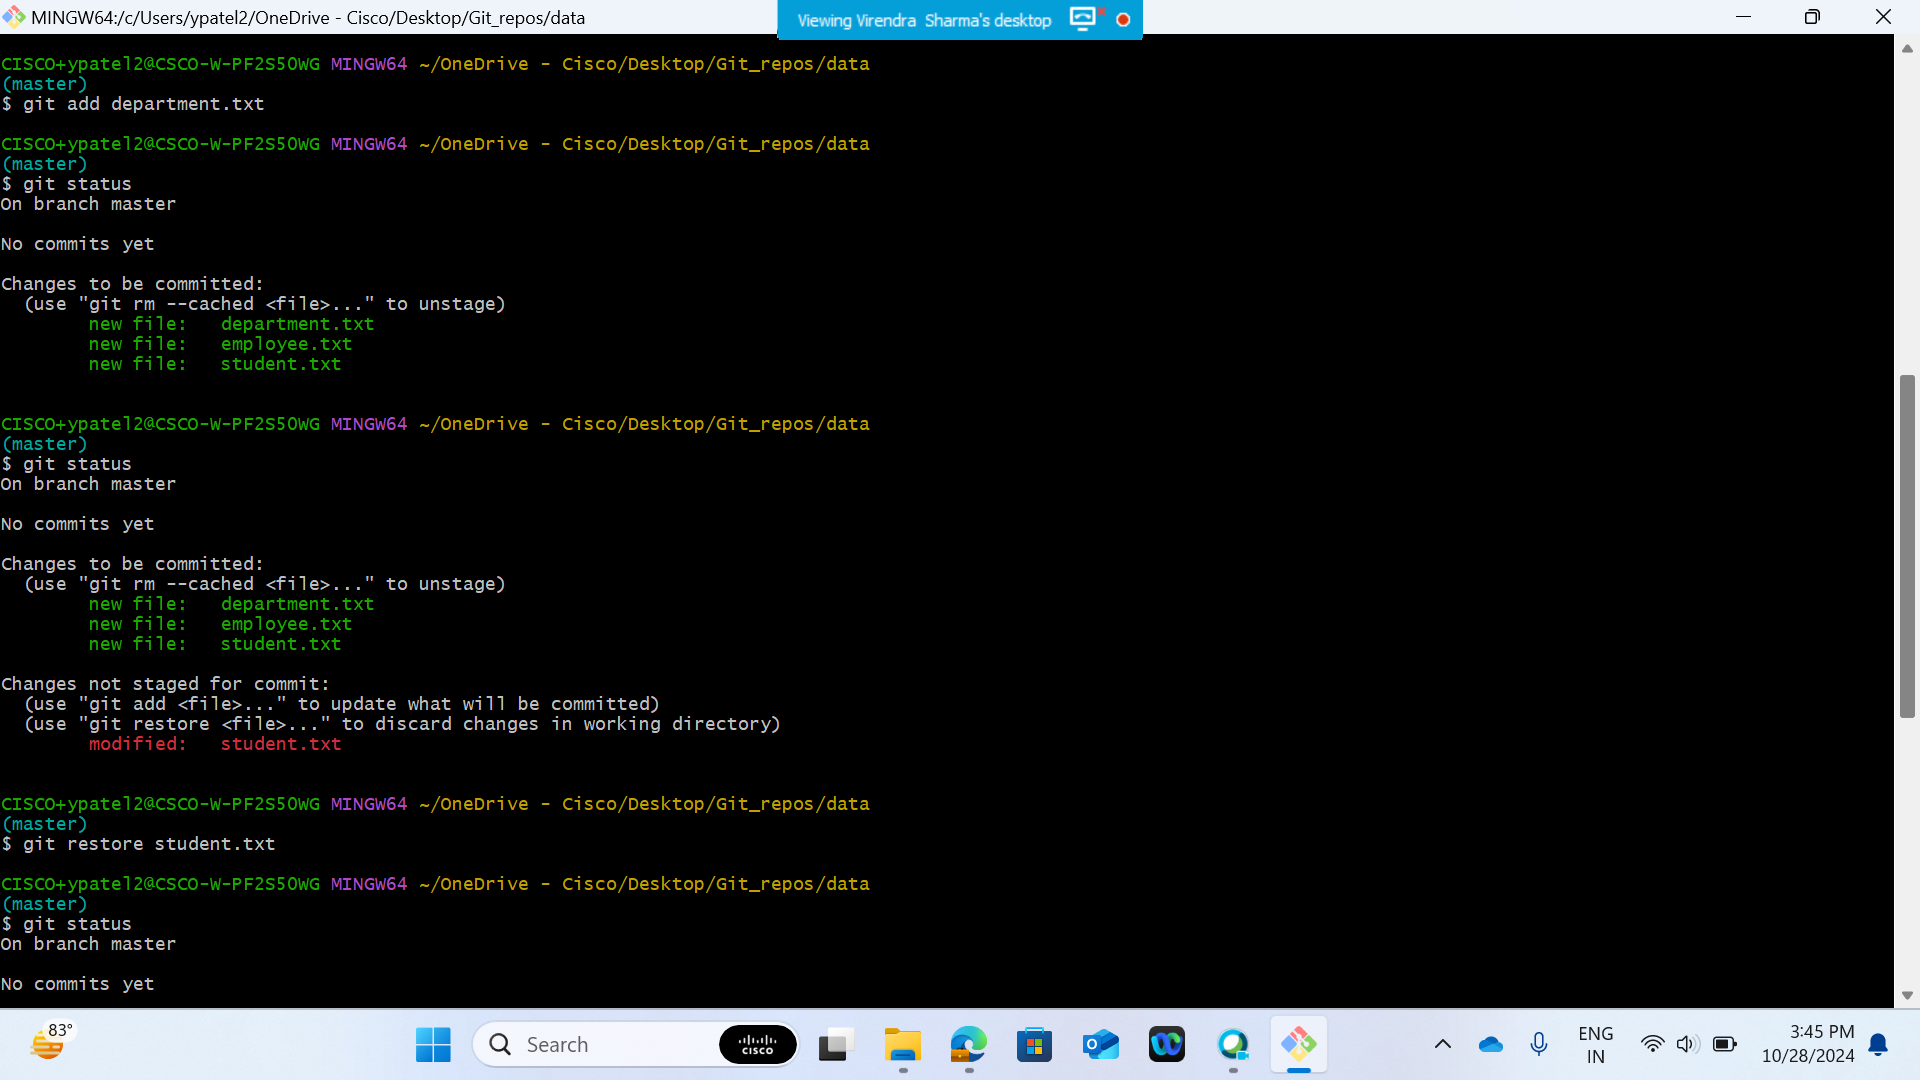 MINGW64:/c/Users/ypatel2/OneDrive - Cisco/Desktop/Git_repos/data
Viewing Virendra Sharma's desktop
CISCO+ypatel2@CSCO-W-PF2S5OWG MINGW64 ~/OneDrive - Cisco/Desktop/Git_repos/data
(master)
$ git add department.txt
CISCO+ypatel2@CSCO-W-PF2S5OWG MINGW64 ~/OneDrive - Cisco/Desktop/Git_repos/data
(master)
$ git status
On branch master
No commits yet
Changes to be committed:
(use "git rm --cached <file>..." to unstage)
new file: department.txt
new file: employee.txt
new file: student.txt
CISCO+ypatel2@CSCO-W-PF2S5OWG MINGW64 ~/OneDrive - Cisco/Desktop/Git_repos/data
(master)
$ git status
On branch master
No commits yet
Changes to be committed:
(use "git rm --cached <file>..." to unstage)
new file: department.txt
new file: employee.txt
new file: student.txt
Changes not staged for commit:
(use "git add <file>..." to update what will be committed)
(use "git restore <file>..." to discard changes in working directory)
modified: student.txt
CISCO+ypatel2@CSCO-W-PF2S5OWG MINGW64 ~/OneDrive - Cisco/Desktop/Git_repos/data
(master)
$ git restore student.txt
CISCO+ypatel2@CSCO-W-PF2S5OWG MINGW64 ~/OneDrive - Cisco/Desktop/Git_repos/data
(master)
$ git status
On branch master
No commits yet
83°
Search
CISCO
ENG
IN
3:45 PM
10/28/2024